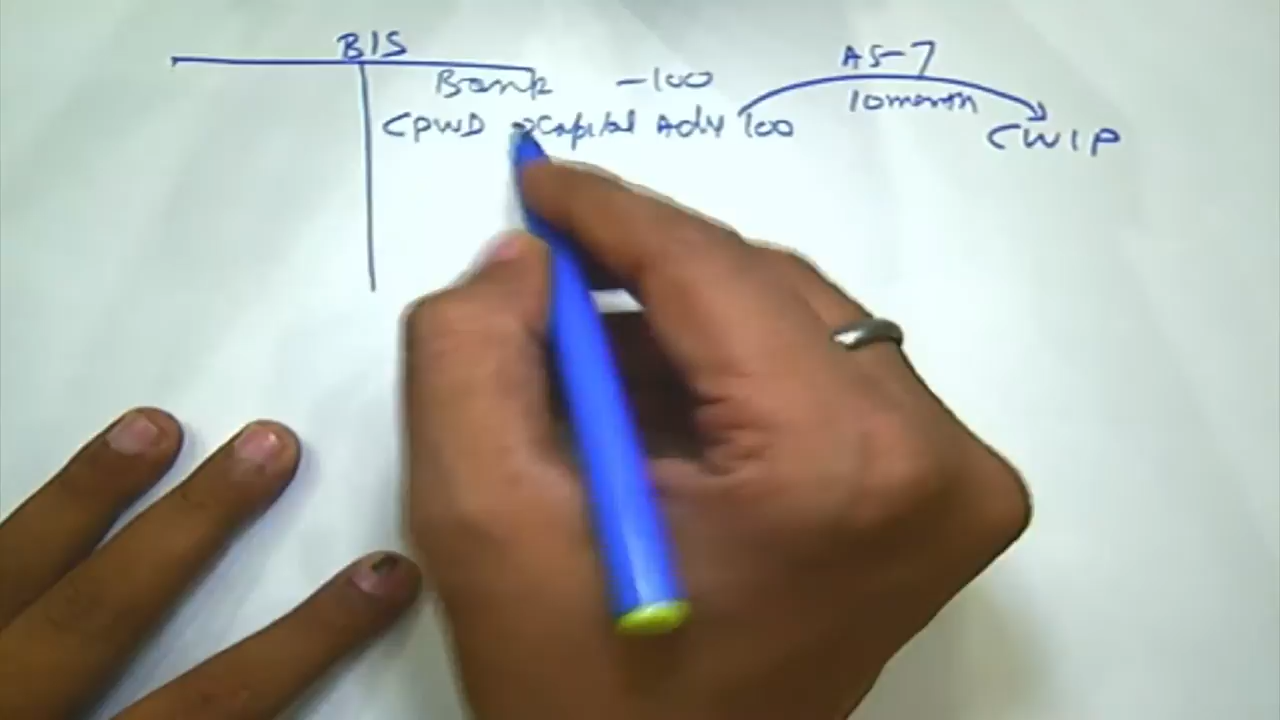 B/S
Bank -100
CPWD → Capital Adv 100
AS-7
10 month
CWIP